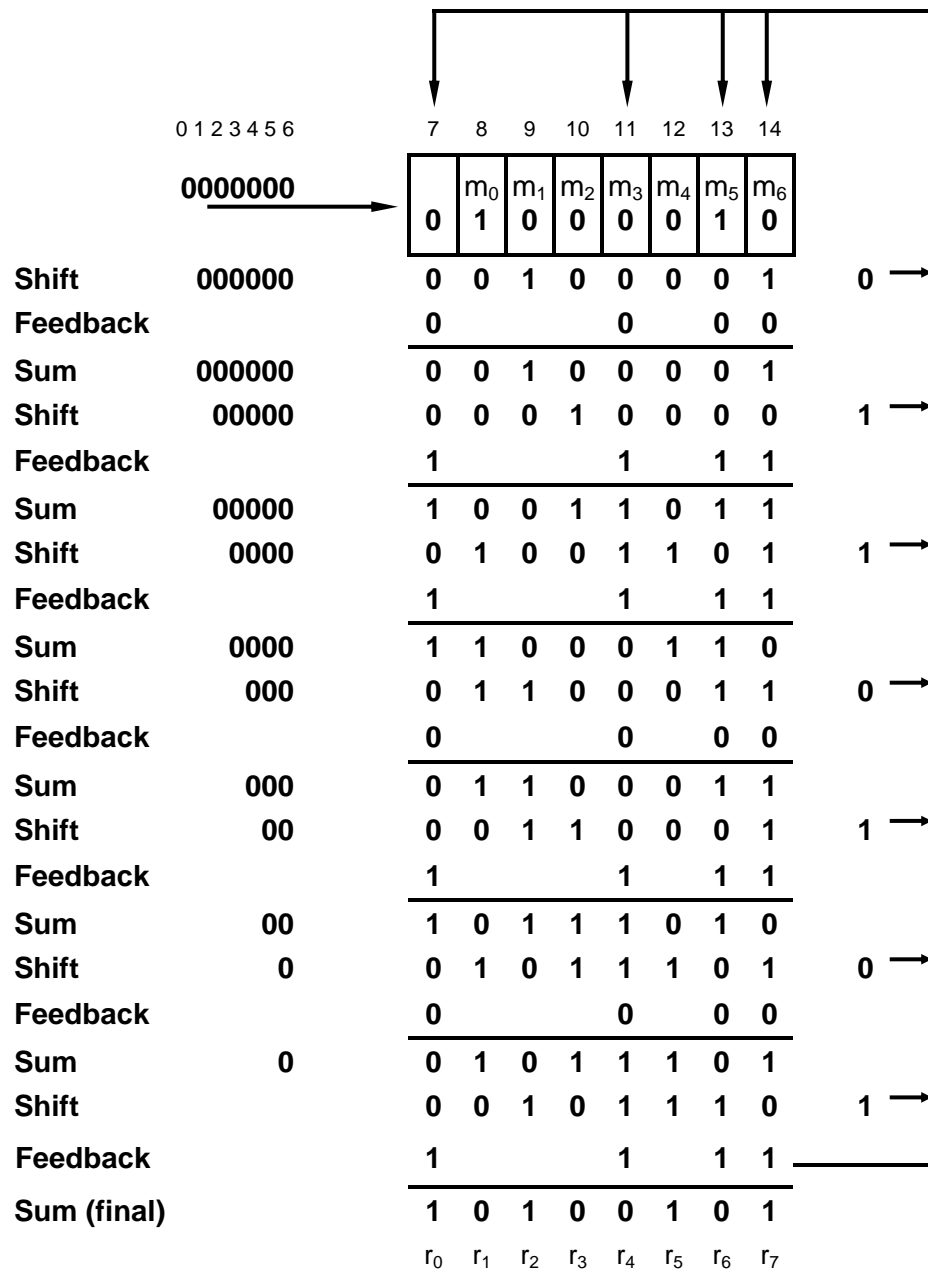 0 1 2 3 4 5 6 7 8 9 10 11 12 13 14
m0 m1 m2 m3 m4 m5 m6
0000000 0 1 0 0 0 0 1 0
Shift 000000 0 0 1 0 0 0 0 1 0
Feedback 0 0 0 0
Sum 000000 0 0 1 0 0 0 0 1
Shift 00000 0 0 0 1 0 0 0 0 1
Feedback 1 1 1 1
Sum 00000 1 0 0 1 1 0 1 1
Shift 0000 0 1 0 0 1 1 0 1 1
Feedback 1 1 1 1
Sum 0000 1 1 0 0 0 1 1 0
Shift 000 0 1 1 0 0 0 1 1 0
Feedback 0 0 0 0
Sum 000 0 1 1 0 0 0 1 1
Shift 00 0 0 1 1 0 0 0 1 1
Feedback 1 1 1 1
Sum 00 1 0 1 1 1 0 1 0
Shift 0 0 1 0 1 1 1 0 1 0
Feedback 0 0 0 0
Sum 0 0 1 0 1 1 1 0 1
Shift 0 0 1 0 1 1 1 0 1
Feedback 1 1 1 1
Sum (final) 1 0 1 0 0 1 0 1
r0 r1 r2 r3 r4 r5 r6 r7